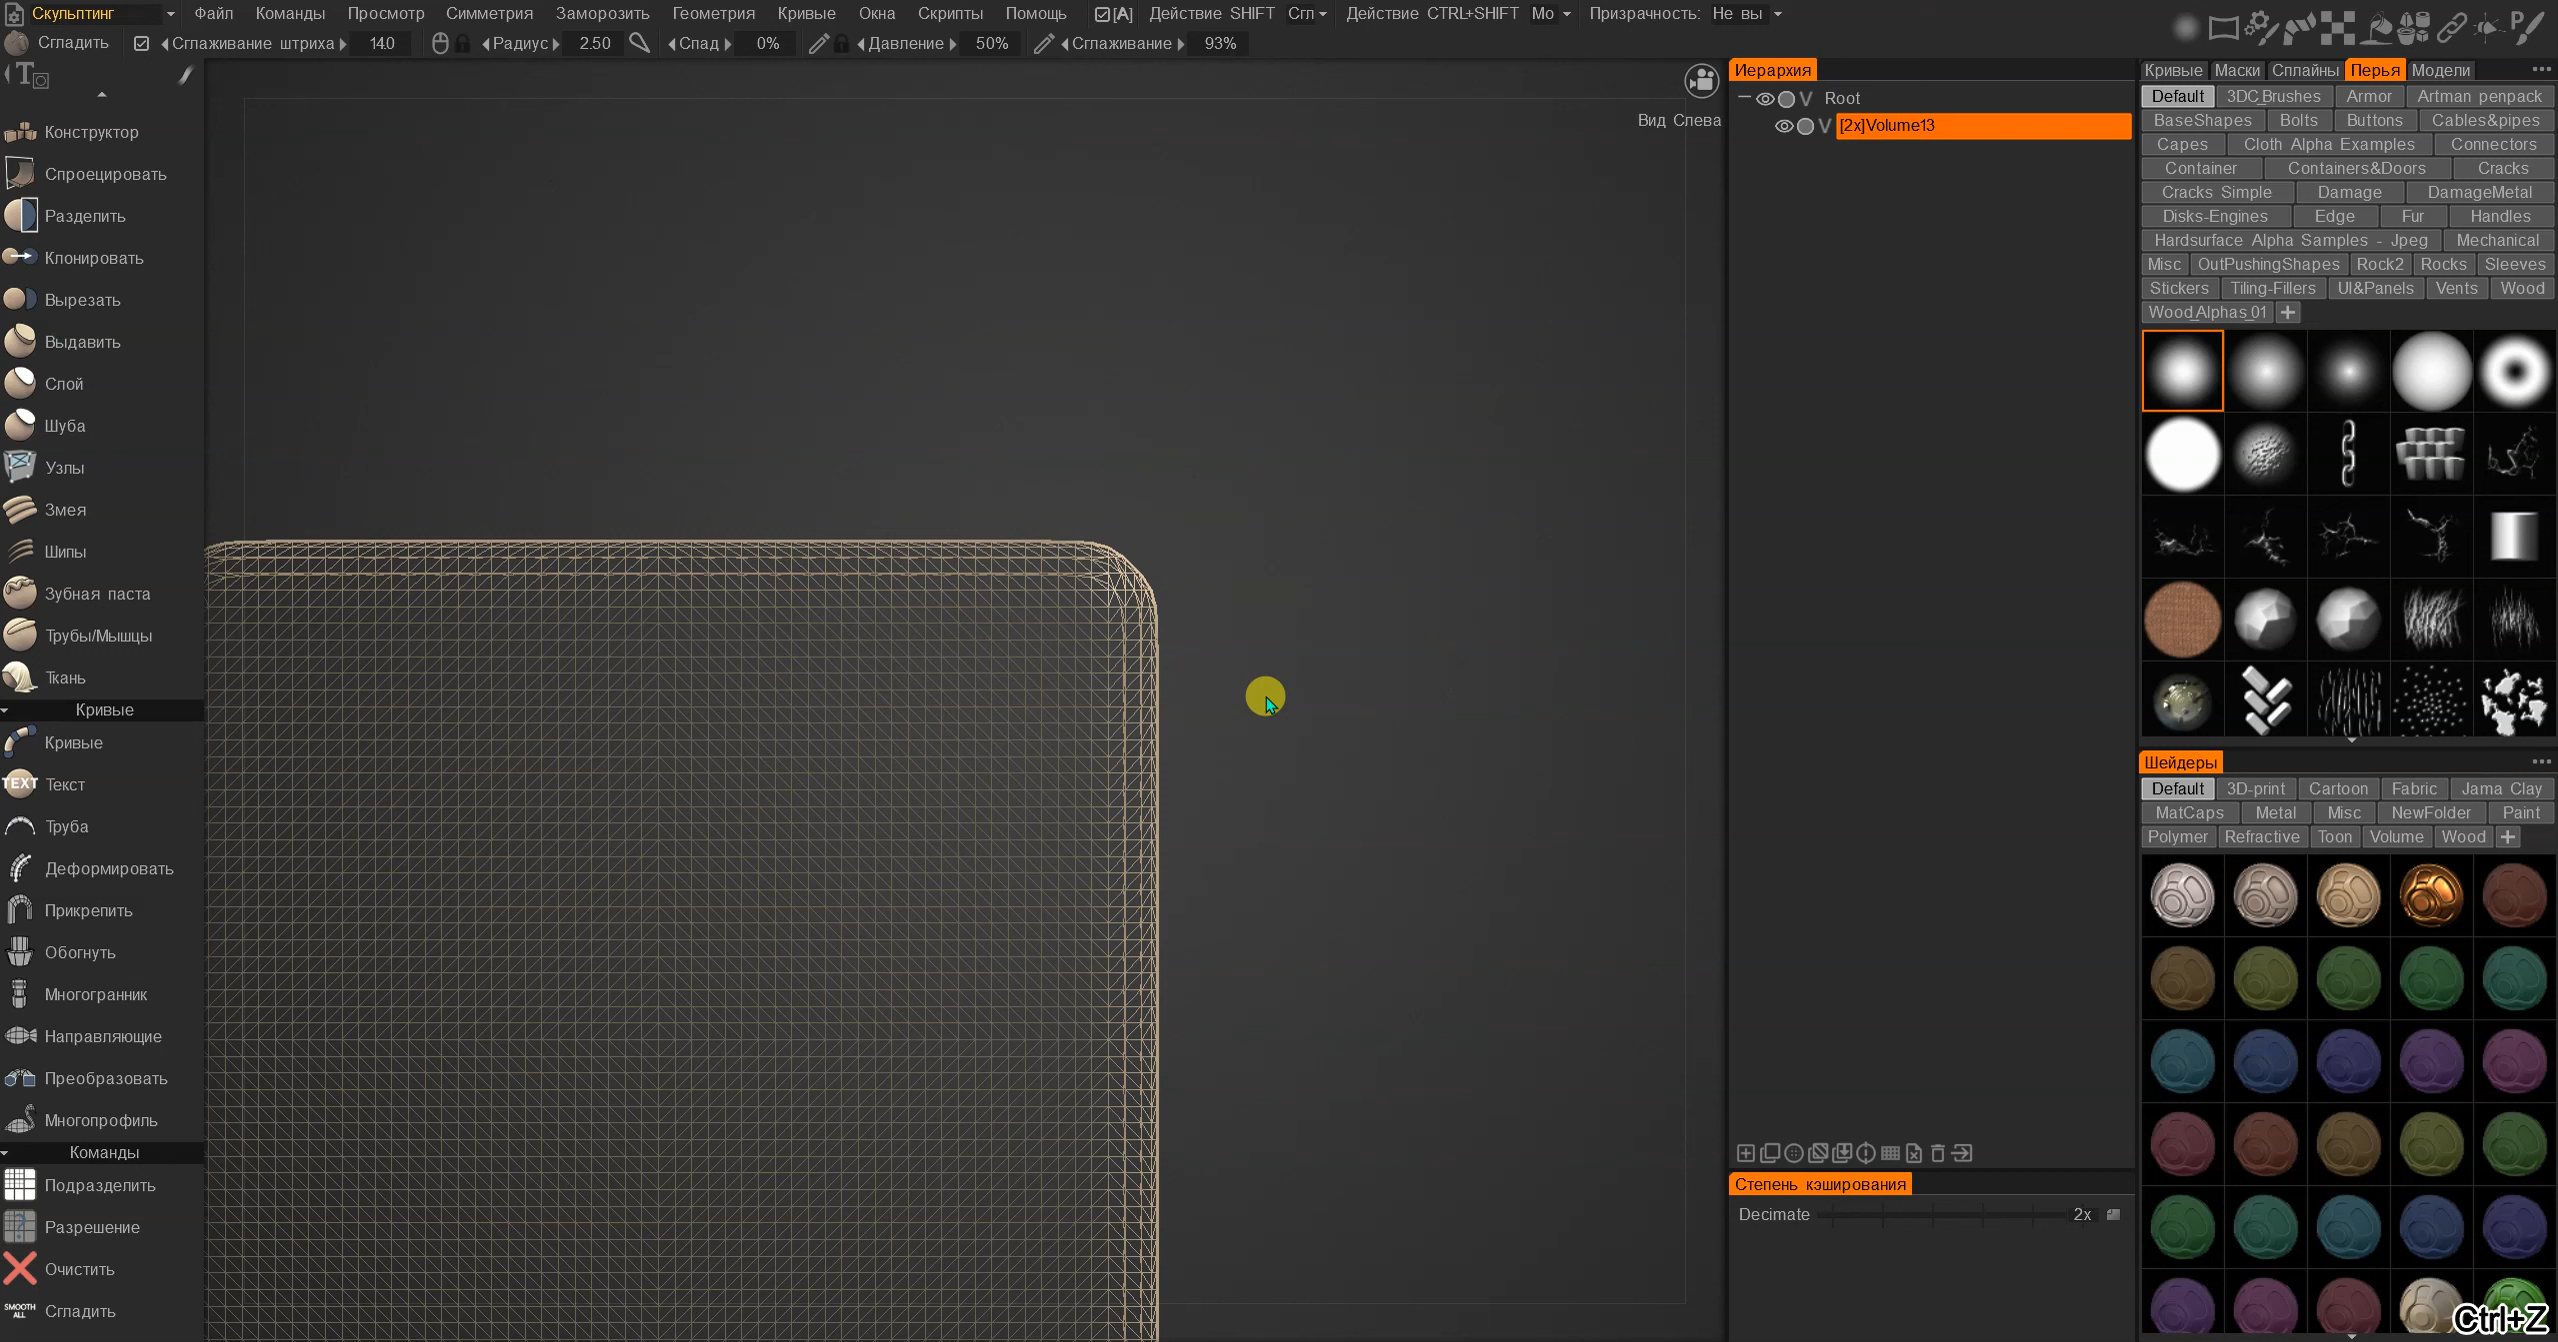 Скульптинг Файл Команды Просмотр Симметрия Заморозить Геометрия Кривые Окна Скрипты Помощь [A] Действие SHIFT Сгл Действие CTRL+SHIFT Мо Призрачность: Не вы
Сгладить Сглаживание штриха 14.0 Радиус 2.50 Спад 0% Давление 50% Сглаживание 93%
T
Конструктор
Спроецировать
Разделить
Клонировать
Вырезать
Выдавить
Слой
Шуба
Узлы
Змея
Шипы
Зубная паста
Трубы/Мышцы
Ткань
Кривые
Кривые
TEXT Текст
Труба
Деформировать
Прикрепить
Обогнуть
Многогранник
Направляющие
Преобразовать
Многопрофиль
Команды
Подразделить
Разрешение
Очистить
SMOOTH ALL Сгладить
Вид Слева
Иерархия
V Root
V [2x]Volume13
Степень кэширования
Decimate 2x
Кривые Маски Сплайны Перья Модели
Default 3DC_Brushes Armor Artman penpack
BaseShapes Bolts Buttons Cables&pipes
Capes Cloth Alpha Examples Connectors
Container Containers&Doors Cracks
Cracks Simple Damage DamageMetal
Disks-Engines Edge Fur Handles
Hardsurface Alpha Samples - Jpeg Mechanical
Misc OutPushingShapes Rock2 Rocks Sleeves
Stickers Tiling-Fillers UI&Panels Vents Wood
Wood_Alphas_01 +
Шейдеры
Default 3D-print Cartoon Fabric Jama Clay
MatCaps Metal Misc NewFolder Paint
Polymer Refractive Toon Volume Wood +
Ctrl+Z